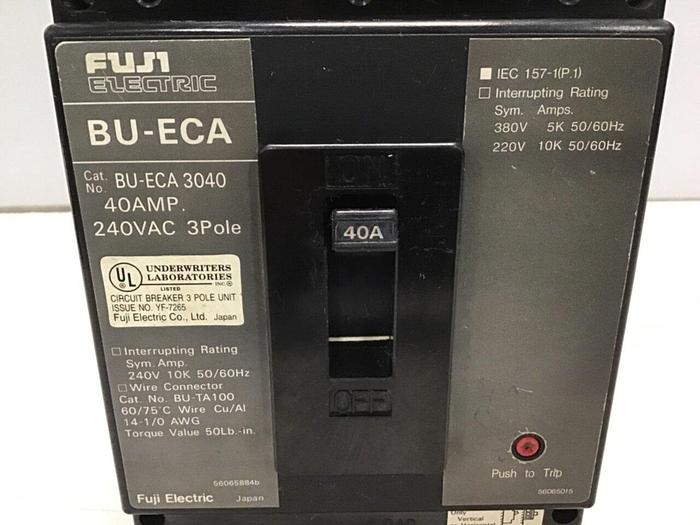 FUJI
ELECTRIC
BU-ECA
Cat. No. BU-ECA 3040
40AMP.
240VAC 3Pole
UL
UNDERWRITERS
LABORATORIES
INC.®
LISTED
CIRCUIT BREAKER 3 POLE UNIT
ISSUE NO. YF-7265
Fuji Electric Co., Ltd. Japan
□ Interrupting Rating
Sym. Amp.
240V 10K 50/60Hz
□ Wire Connector
Cat. No. BU-TA100
60/75°C Wire Cu/Al
14-1/0 AWG
Torque Value 50Lb.-in.
56065884b
Fuji Electric Japan
ON
40A
OFF
■ IEC 157-1(P.1)
□ Interrupting Rating
Sym. Amps.
380V 5K 50/60Hz
220V 10K 50/60Hz
Push to Trip
56065015
Only
Vertical